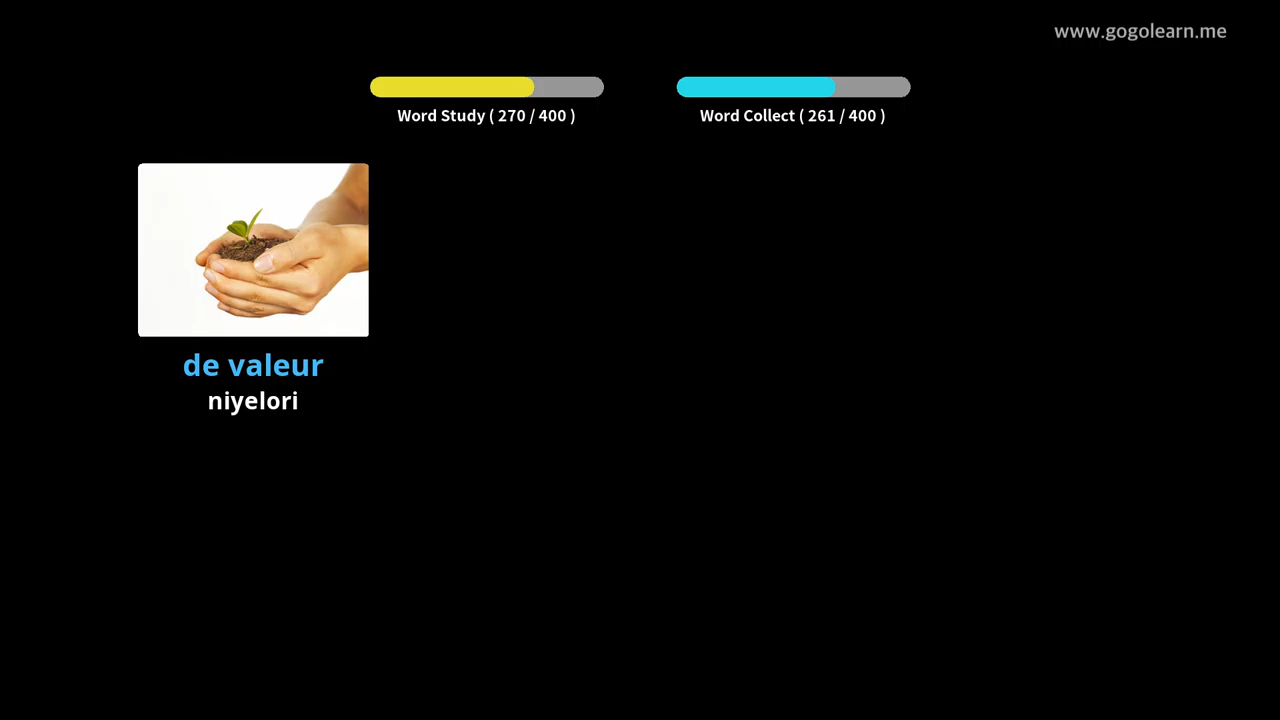 www.gogolearn.me
Word Study ( 270 / 400 )
Word Collect ( 261 / 400 )
de valeur
niyelori